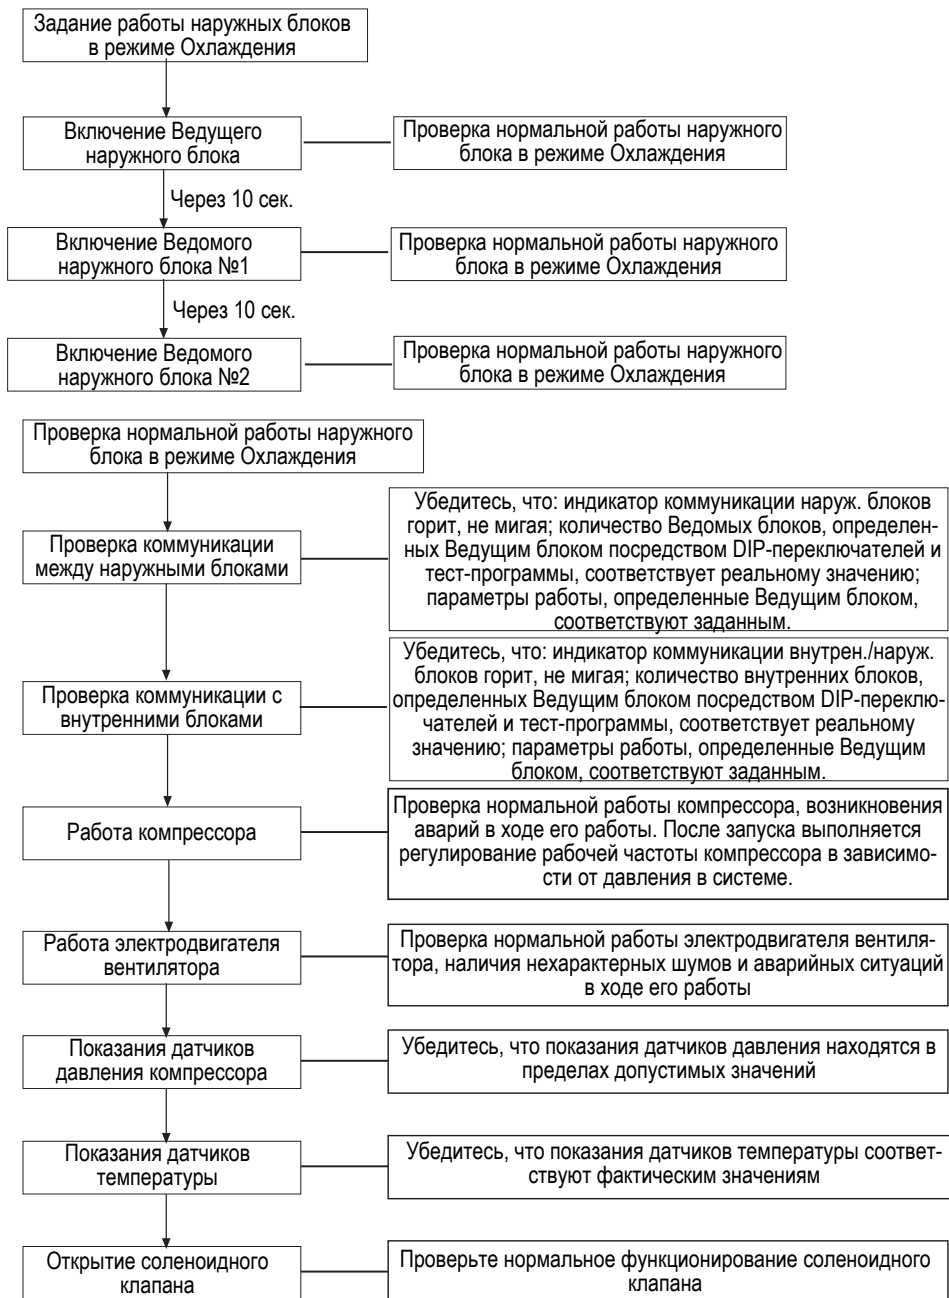 Задание работы наружных блоков
в режиме Охлаждения
Включение Ведущего
наружного блока
Проверка нормальной работы наружного
блока в режиме Охлаждения
Через 10 сек.
Включение Ведомого
наружного блока №1
Проверка нормальной работы наружного
блока в режиме Охлаждения
Через 10 сек.
Включение Ведомого
наружного блока №2
Проверка нормальной работы наружного
блока в режиме Охлаждения
Проверка нормальной работы наружного
блока в режиме Охлаждения
Проверка коммуникации
между наружными блоками
Убедитесь, что: индикатор коммуникации наруж. блоков
горит, не мигая; количество Ведомых блоков, определен-
ных Ведущим блоком посредством DIP-переключателей и
тест-программы, соответствует реальному значению;
параметры работы, определенные Ведущим блоком,
соответствуют заданным.
Проверка коммуникации с
внутренними блоками
Убедитесь, что: индикатор коммуникации внутрен./наруж.
блоков горит, не мигая; количество внутренних блоков,
определенных Ведущим блоком посредством DIP-переклю-
чателей и тест-программы, соответствует реальному
значению; параметры работы, определенные Ведущим
блоком, соответствуют заданным.
Работа компрессора
Проверка нормальной работы компрессора, возникновения
аварий в ходе его работы. После запуска выполняется
регулирование рабочей частоты компрессора в зависимо-
сти от давления в системе.
Работа электродвигателя
вентилятора
Проверка нормальной работы электродвигателя вентиля-
тора, наличия нехарактерных шумов и аварийных ситуаций
в ходе его работы
Показания датчиков
давления компрессора
Убедитесь, что показания датчиков давления находятся в
пределах допустимых значений
Показания датчиков
температуры
Убедитесь, что показания датчиков температуры соответ-
ствуют фактическим значениям
Открытие соленоидного
клапана
Проверьте нормальное функционирование соленоидного
клапана